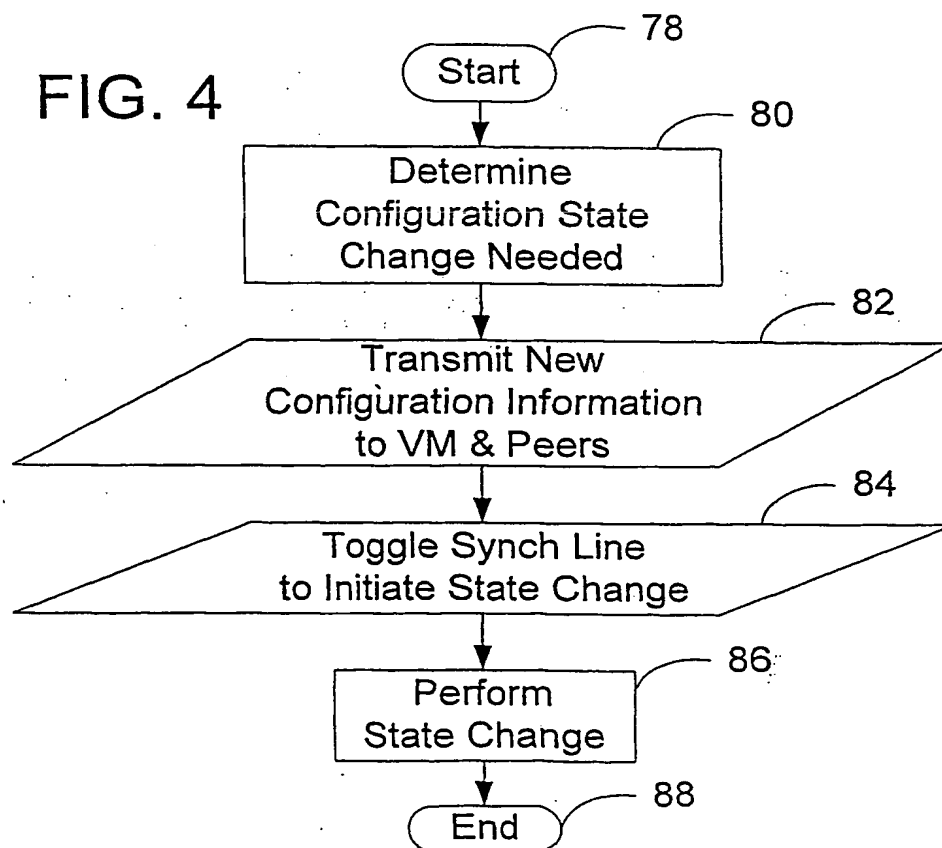 FIG. 4
78
Start
80
Determine
Configuration State
Change Needed
82
Transmit New
Configuration Information
to VM & Peers
84
Toggle Synch Line
to Initiate State Change
86
Perform
State Change
88
End